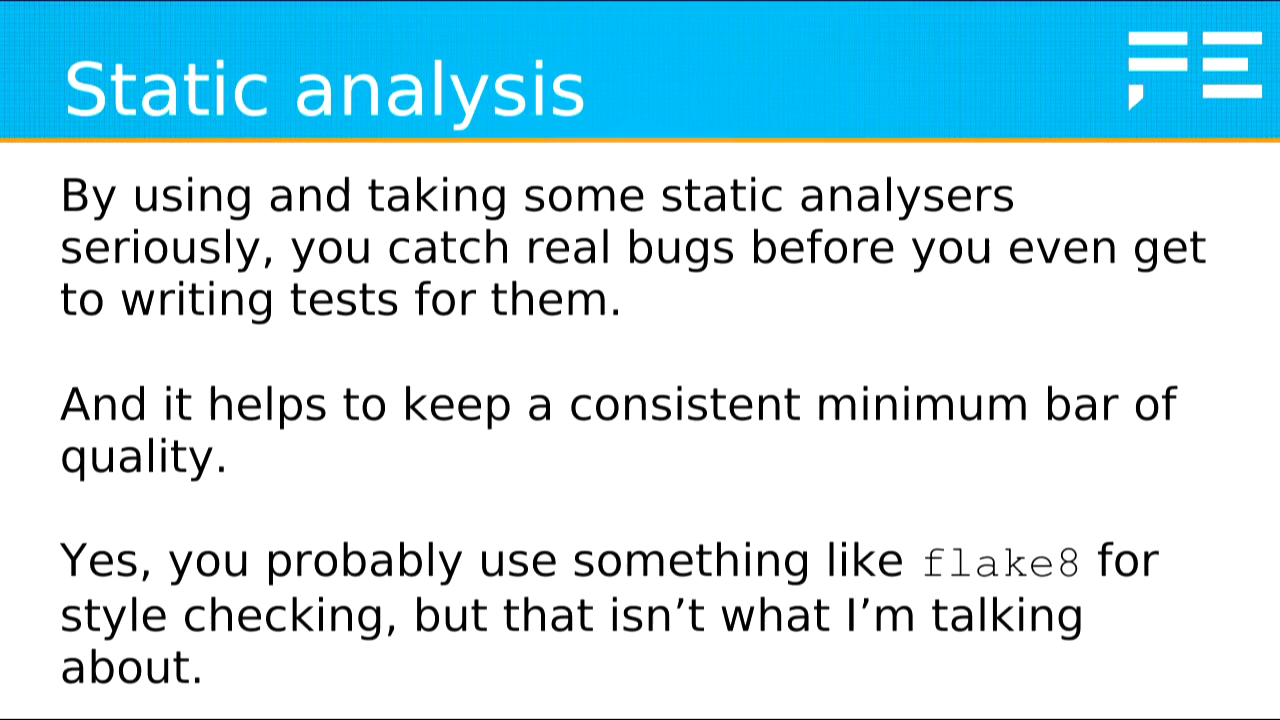 Static analysis
By using and taking some static analysers
seriously, you catch real bugs before you even get
to writing tests for them.
And it helps to keep a consistent minimum bar of
quality.
Yes, you probably use something like flake8 for
style checking, but that isn’t what I’m talking
about.